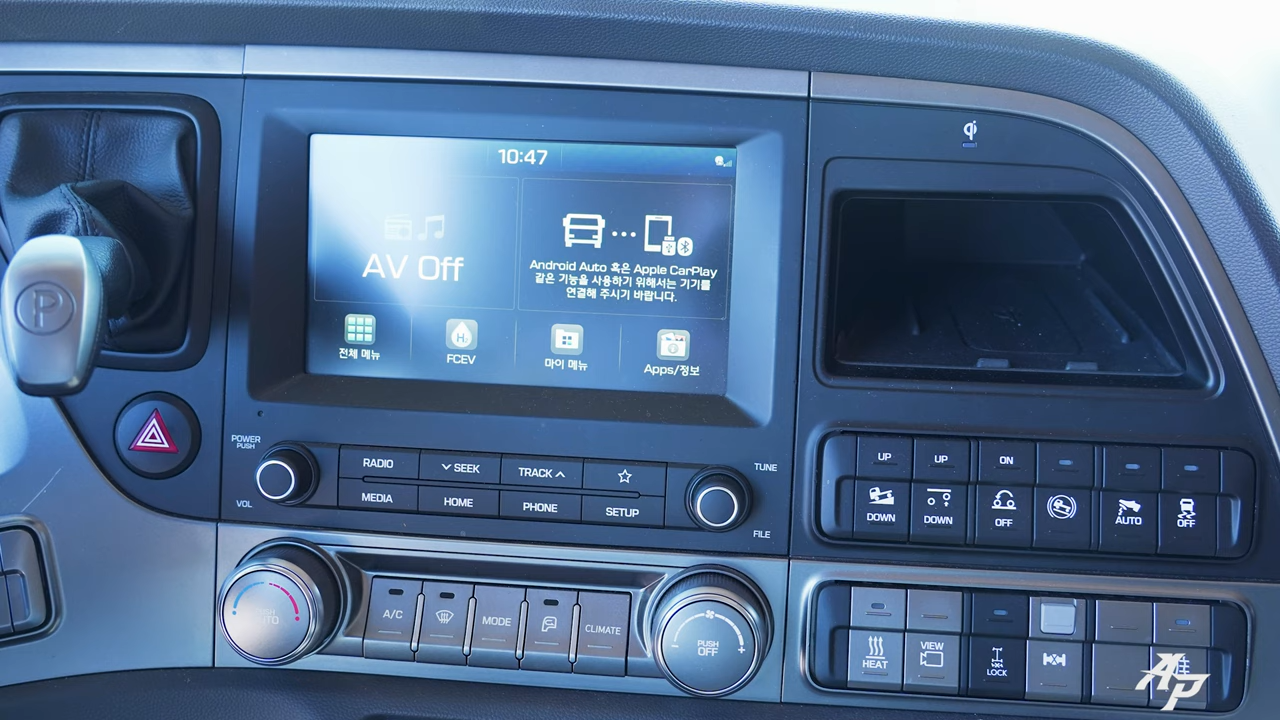 10:47
AV Off
Android Auto 혹은 Apple CarPlay
같은 기능을 사용하기 위해서는 기기를
연결해 주시기 바랍니다.
전체 메뉴
H₂
FCEV
마이 메뉴
Apps/정보
qi
P
POWER
PUSH
VOL
RADIO
SEEK
TRACK
MEDIA
HOME
PHONE
SETUP
TUNE
FILE
UP
UP
ON
DOWN
DOWN
OFF
AUTO
OFF
A/C
MODE
CLIMATE
PUSH
OFF
HEAT
VIEW
LOCK
AP